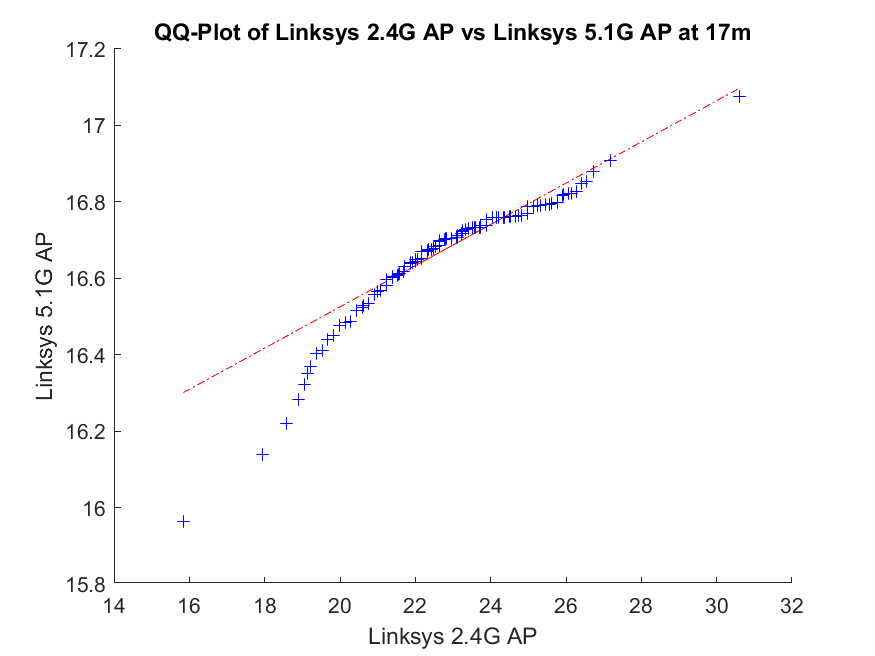 QQ-Plot of Linksys 2.4G AP vs Linksys 5.1G AP at 17m
17.2
17
16.8
16.6
16.4
16.2
16
15.8
Linksys 5.1G AP
14 16 18 20 22 24 26 28 30 32
Linksys 2.4G AP